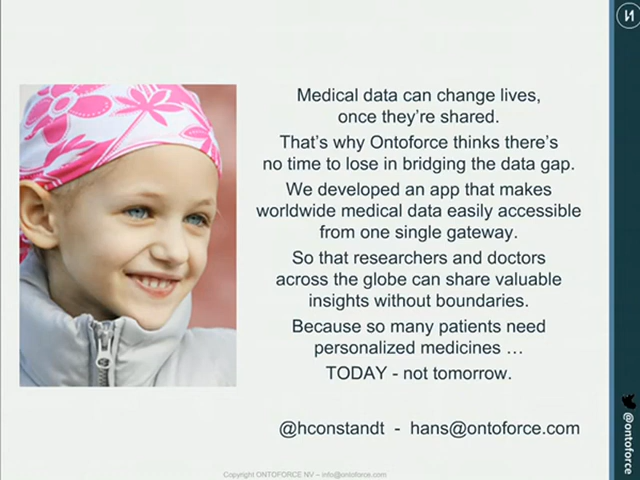 Medical data can change lives,
once they're shared.
That's why Ontoforce thinks there's
no time to lose in bridging the data gap.
We developed an app that makes
worldwide medical data easily accessible
from one single gateway.
So that researchers and doctors
across the globe can share valuable
insights without boundaries.
Because so many patients need
personalized medicines …
TODAY - not tomorrow.
@hconstandt - hans@ontoforce.com
Copyright ONTOFORCE NV – info@ontoforce.com
@ontoforce